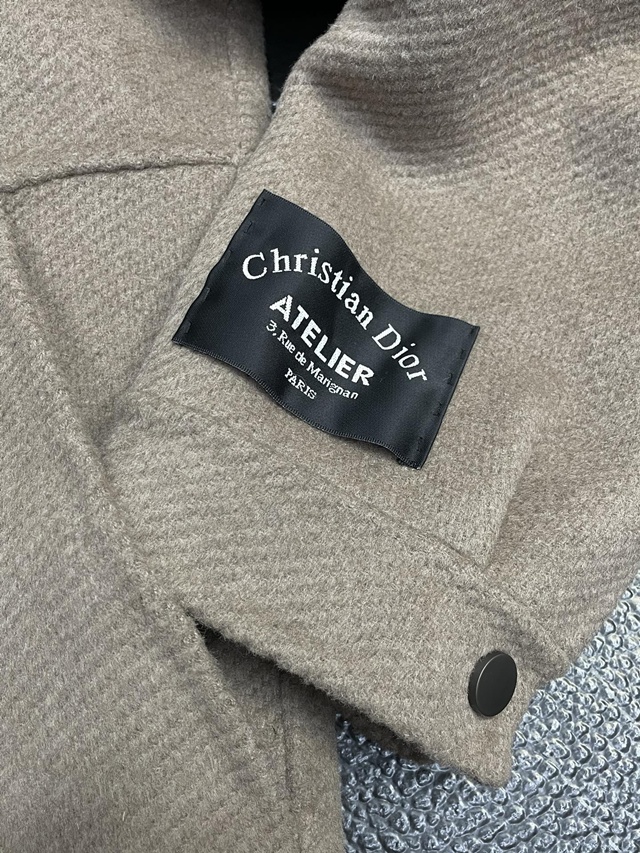 Christian Dior
ATELIER
3, Rue de Marignan
PARIS